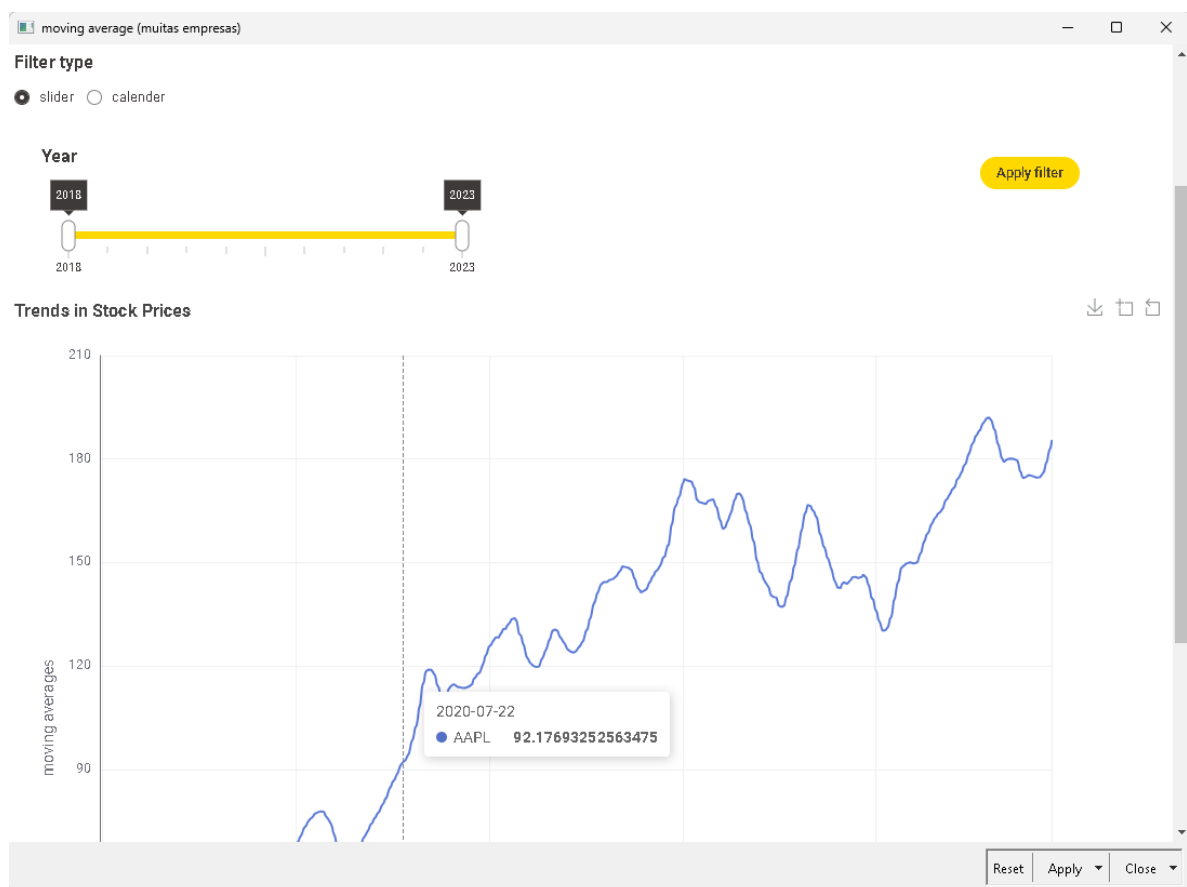 moving average (muitas empresas)
Filter type
slider calender
Year
Apply filter
2018 2023
2018 2023
Trends in Stock Prices
210
180
150
120
90
moving averages
2020-07-22
AAPL 92.17693252563475
Reset Apply Close